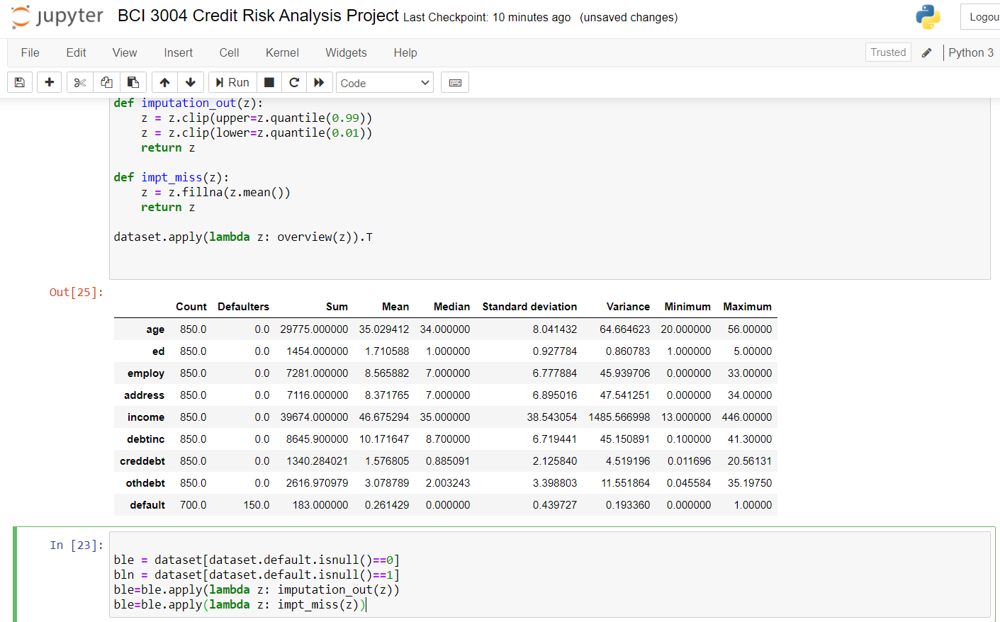 jupyter BCI 3004 Credit Risk Analysis Project Last Checkpoint: 10 minutes ago (unsaved changes)
Logou
File Edit View Insert Cell Kernel Widgets Help Trusted Python 3
Run Code
def imputation_out(z):
    z = z.clip(upper=z.quantile(0.99))
    z = z.clip(lower=z.quantile(0.01))
    return z
def impt_miss(z):
    z = z.fillna(z.mean())
    return z
dataset.apply(lambda z: overview(z)).T
Out[25]:
Count Defaulters Sum Mean Median Standard deviation Variance Minimum Maximum
age 850.0 0.0 29775.000000 35.029412 34.000000 8.041432 64.664623 20.000000 56.00000
ed 850.0 0.0 1454.000000 1.710588 1.000000 0.927784 0.860783 1.000000 5.00000
employ 850.0 0.0 7281.000000 8.565882 7.000000 6.777884 45.939706 0.000000 33.00000
address 850.0 0.0 7116.000000 8.371765 7.000000 6.895016 47.541251 0.000000 34.00000
income 850.0 0.0 39674.000000 46.675294 35.000000 38.543054 1485.566998 13.000000 446.00000
debtinc 850.0 0.0 8645.900000 10.171647 8.700000 6.719441 45.150891 0.100000 41.30000
creddebt 850.0 0.0 1340.284021 1.576805 0.885091 2.125840 4.519196 0.011696 20.56131
othdebt 850.0 0.0 2616.970979 3.078789 2.003243 3.398803 11.551864 0.045584 35.19750
default 700.0 150.0 183.000000 0.261429 0.000000 0.439727 0.193360 0.000000 1.00000
In [23]:
ble = dataset[dataset.default.isnull()==0]
bln = dataset[dataset.default.isnull()==1]
ble=ble.apply(lambda z: imputation_out(z))
ble=ble.apply(lambda z: impt_miss(z))